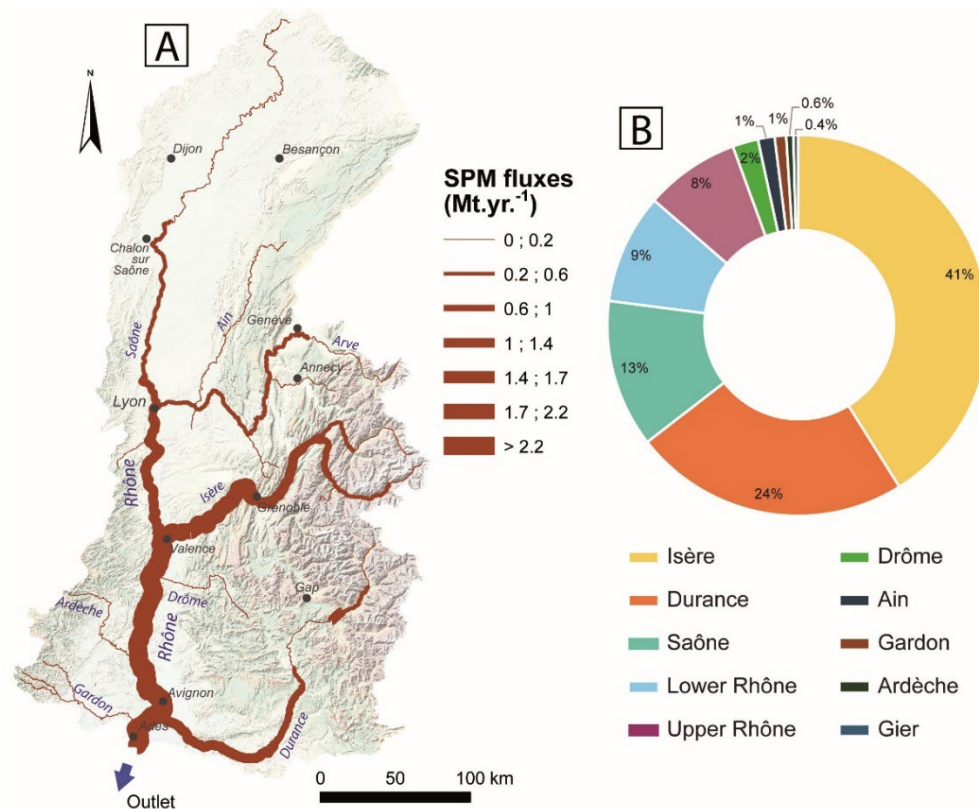 A
N
Dijon
Besançon
Chalon
sur
Saône
Saône
Ain
Genève
Arve
Annecy
Lyon
Rhône
Isère
Grenoble
Valence
Drôme
Gap
Ardèche
Rhône
Gardon
Avignon
Arles
Durance
Outlet
0 50 100 km
SPM fluxes
(Mt.yr.-1)
0 ; 0.2
0.2 ; 0.6
0.6 ; 1
1 ; 1.4
1.4 ; 1.7
1.7 ; 2.2
> 2.2
B
0.6%
1%
1%
0.4%
2%
8%
9%
13%
24%
41%
Isère
Durance
Saône
Lower Rhône
Upper Rhône
Drôme
Ain
Gardon
Ardèche
Gier